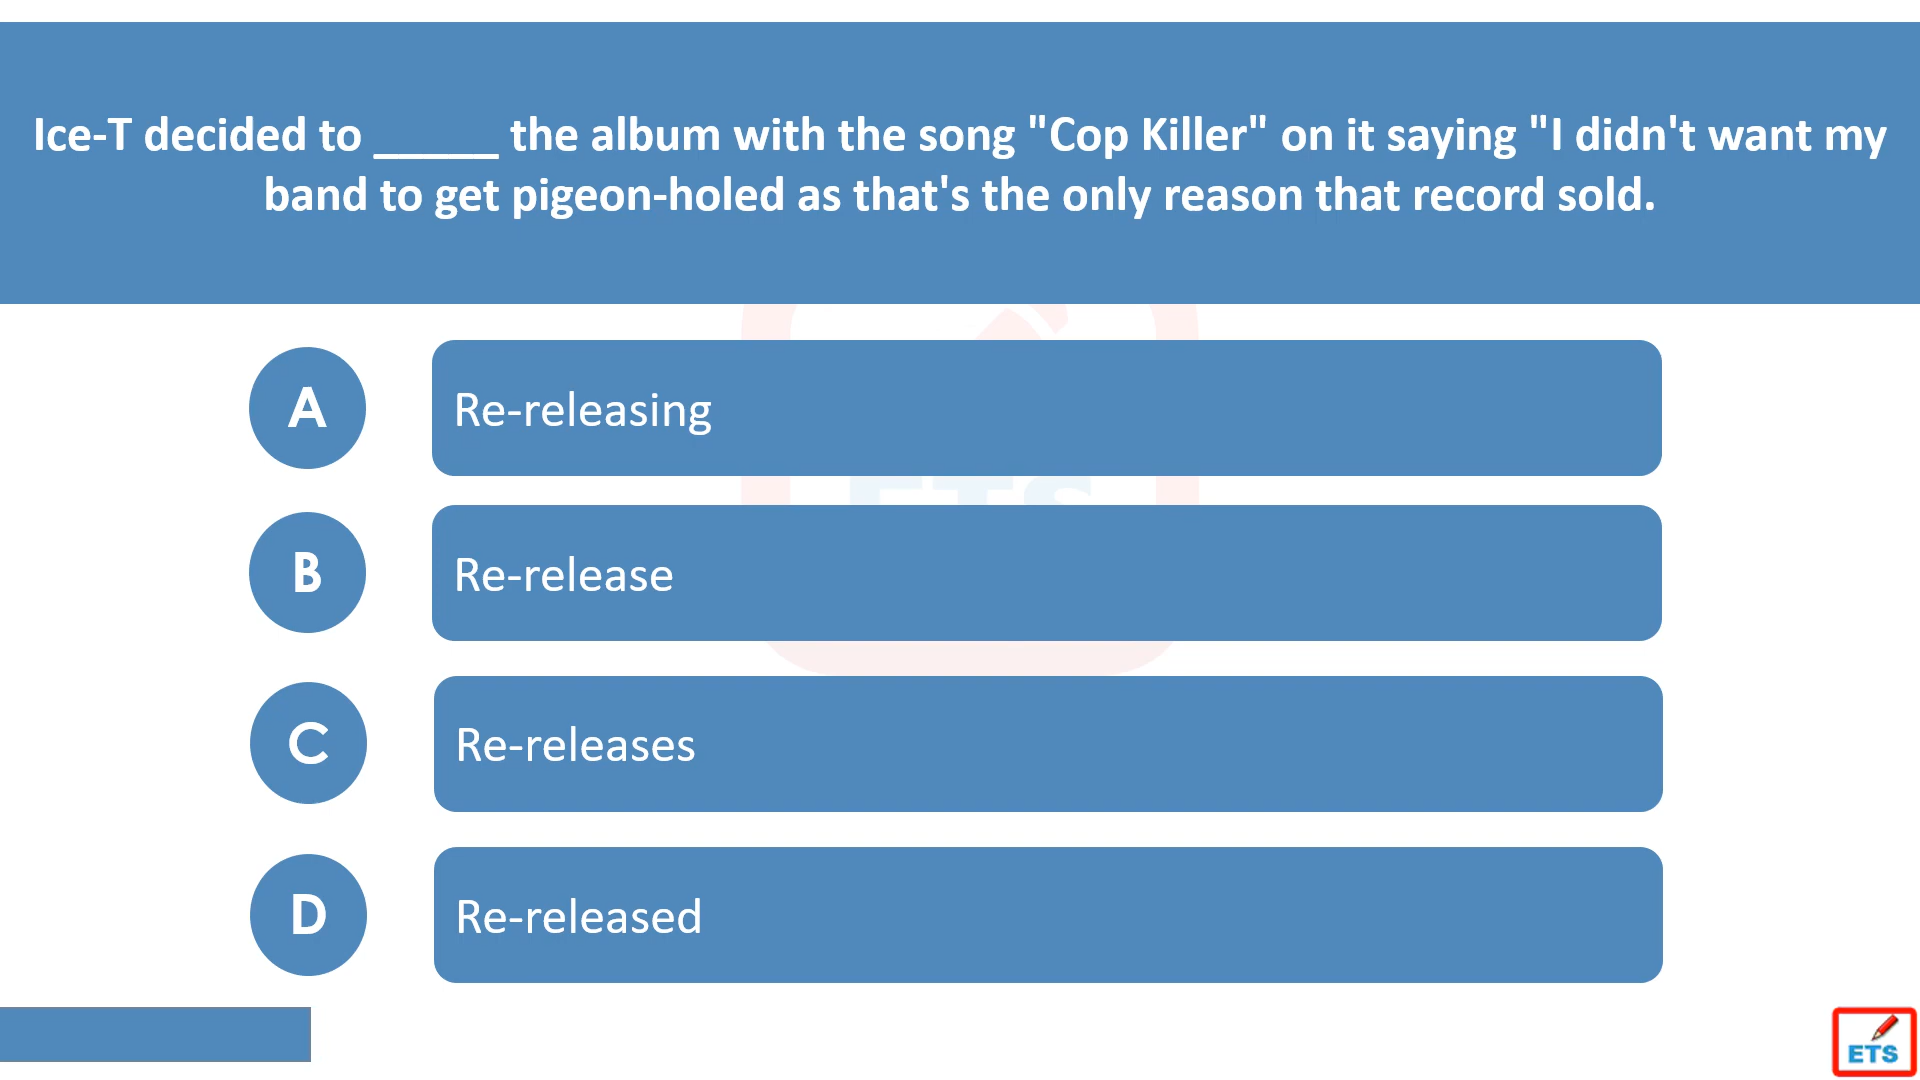 Ice-T decided to _____ the album with the song "Cop Killer" on it saying "I didn't want my
band to get pigeon-holed as that's the only reason that record sold.
A
Re-releasing
B
Re-release
C
Re-releases
D
Re-released
ETS
ETS